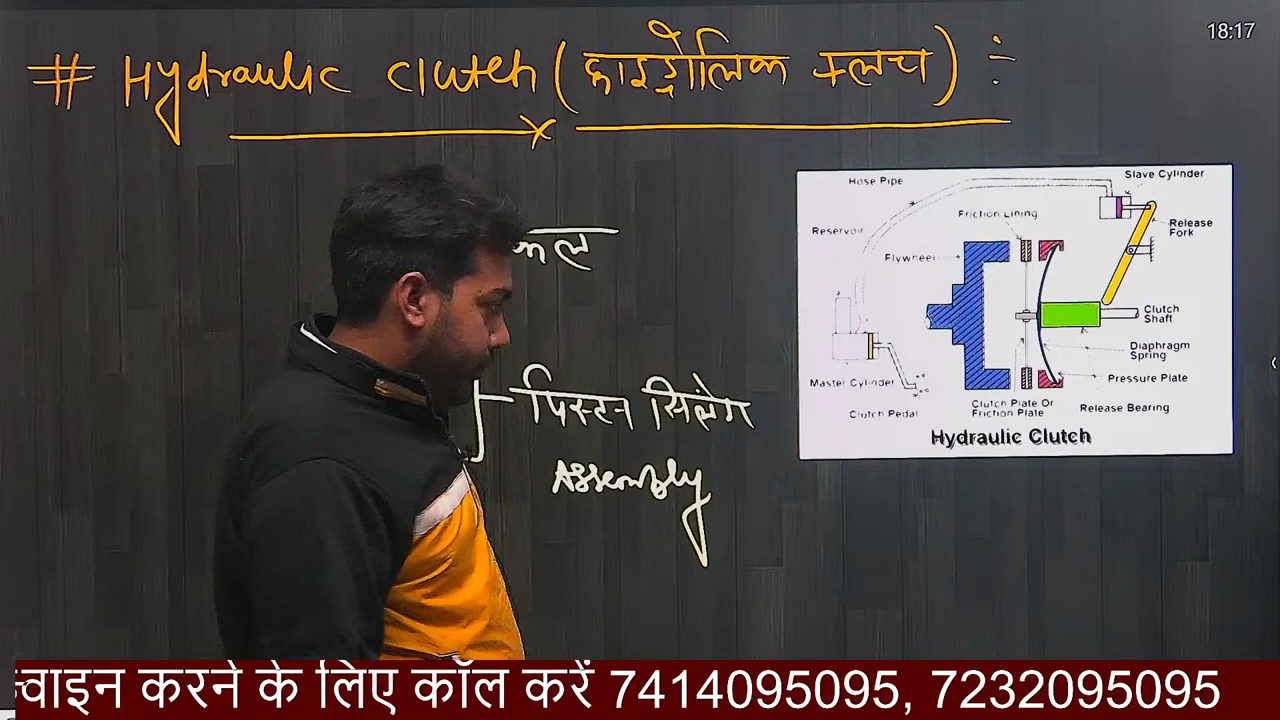 18:17
# Hydraulic Clutch (हाइड्रोलिक क्लच) :-
पिस्टन सिलेण्डर
Assembly
Hose Pipe
Slave Cylinder
Friction Lining
Release Fork
Reservoir
Flywheel
Clutch Shaft
Diaphragm Spring
Master Cylinder
Pressure Plate
Clutch Plate Or Friction Plate
Clutch Pedal
Release Bearing
Hydraulic Clutch
करने के लिए कॉल करें 7414095095, 7232095095